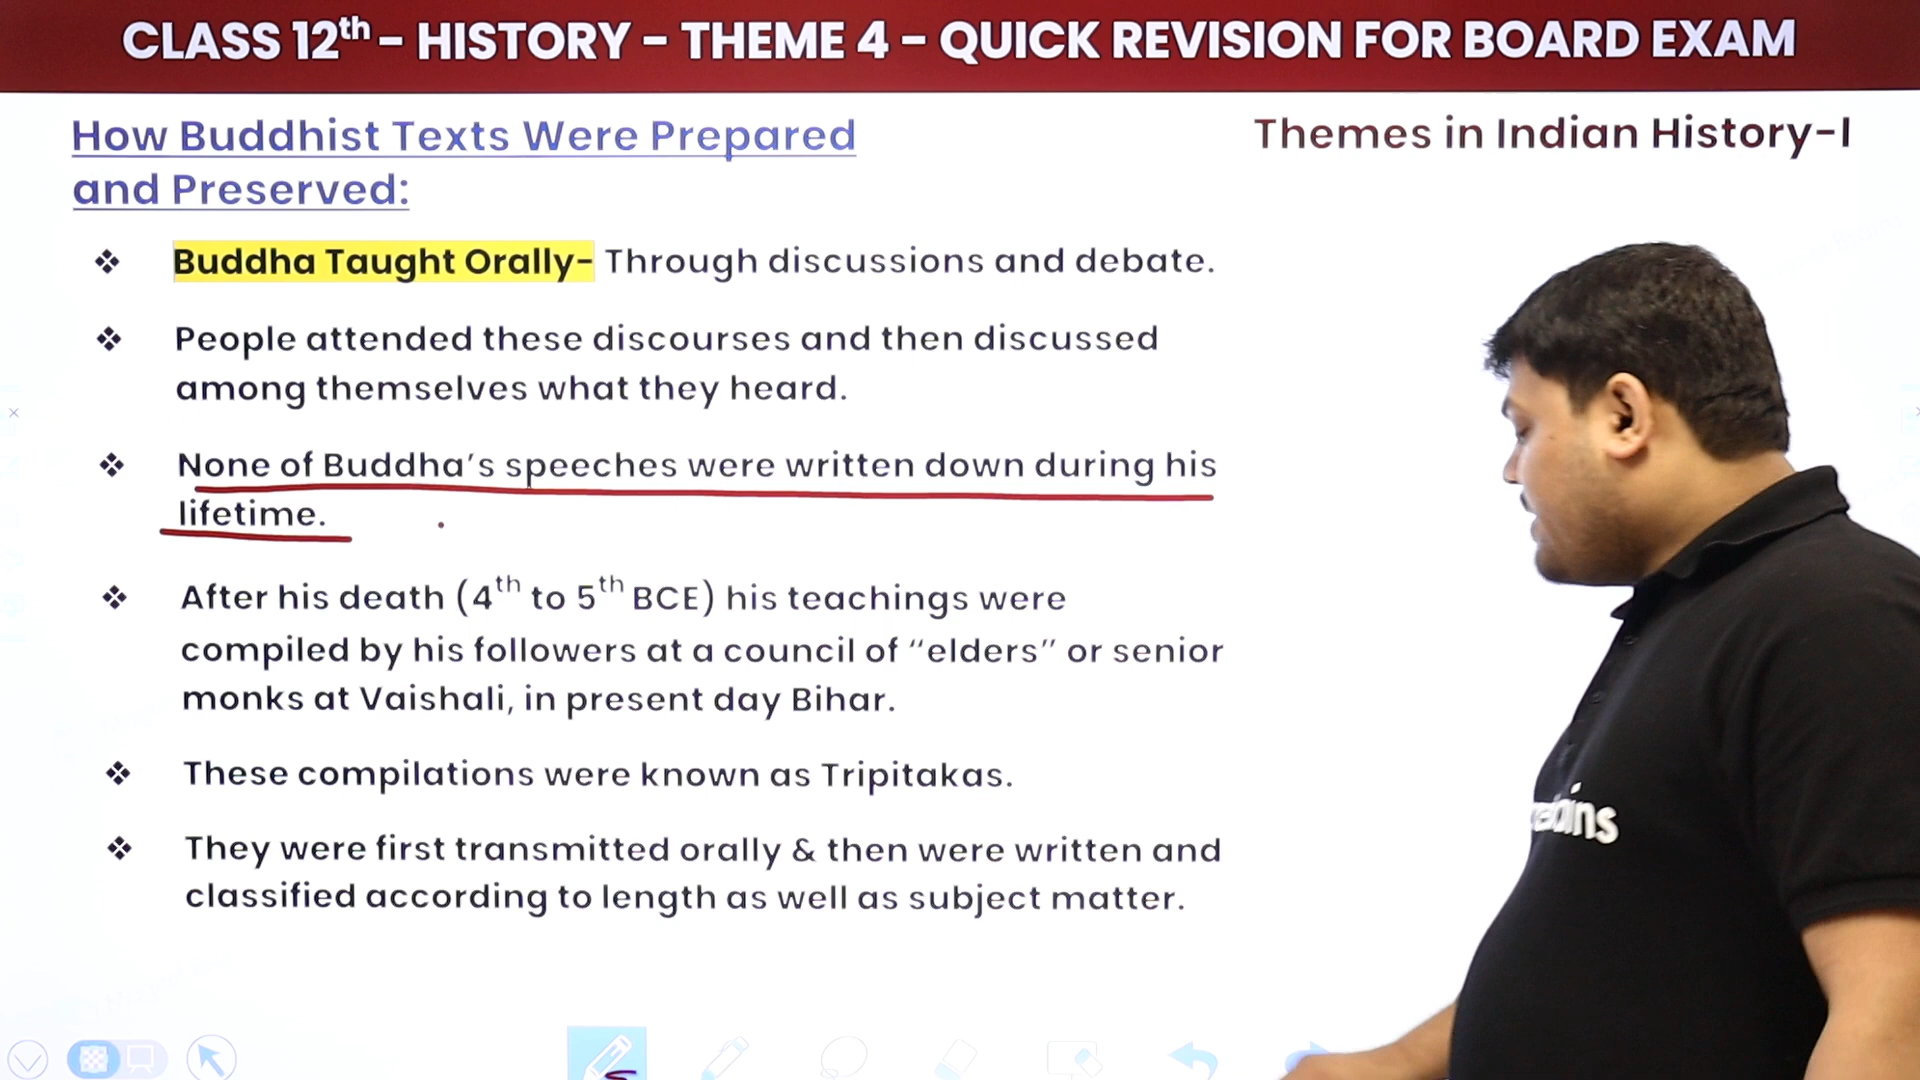 CLASS 12th - HISTORY - THEME 4 - QUICK REVISION FOR BOARD EXAM
How Buddhist Texts Were Prepared
and Preserved:
Themes in Indian History-I
❖ Buddha Taught Orally- Through discussions and debate.
❖ People attended these discourses and then discussed
among themselves what they heard.
❖ None of Buddha's speeches were written down during his
lifetime.
❖ After his death (4th to 5th BCE) his teachings were
compiled by his followers at a council of "elders" or senior
monks at Vaishali, in present day Bihar.
❖ These compilations were known as Tripitakas.
❖ They were first transmitted orally & then were written and
classified according to length as well as subject matter.